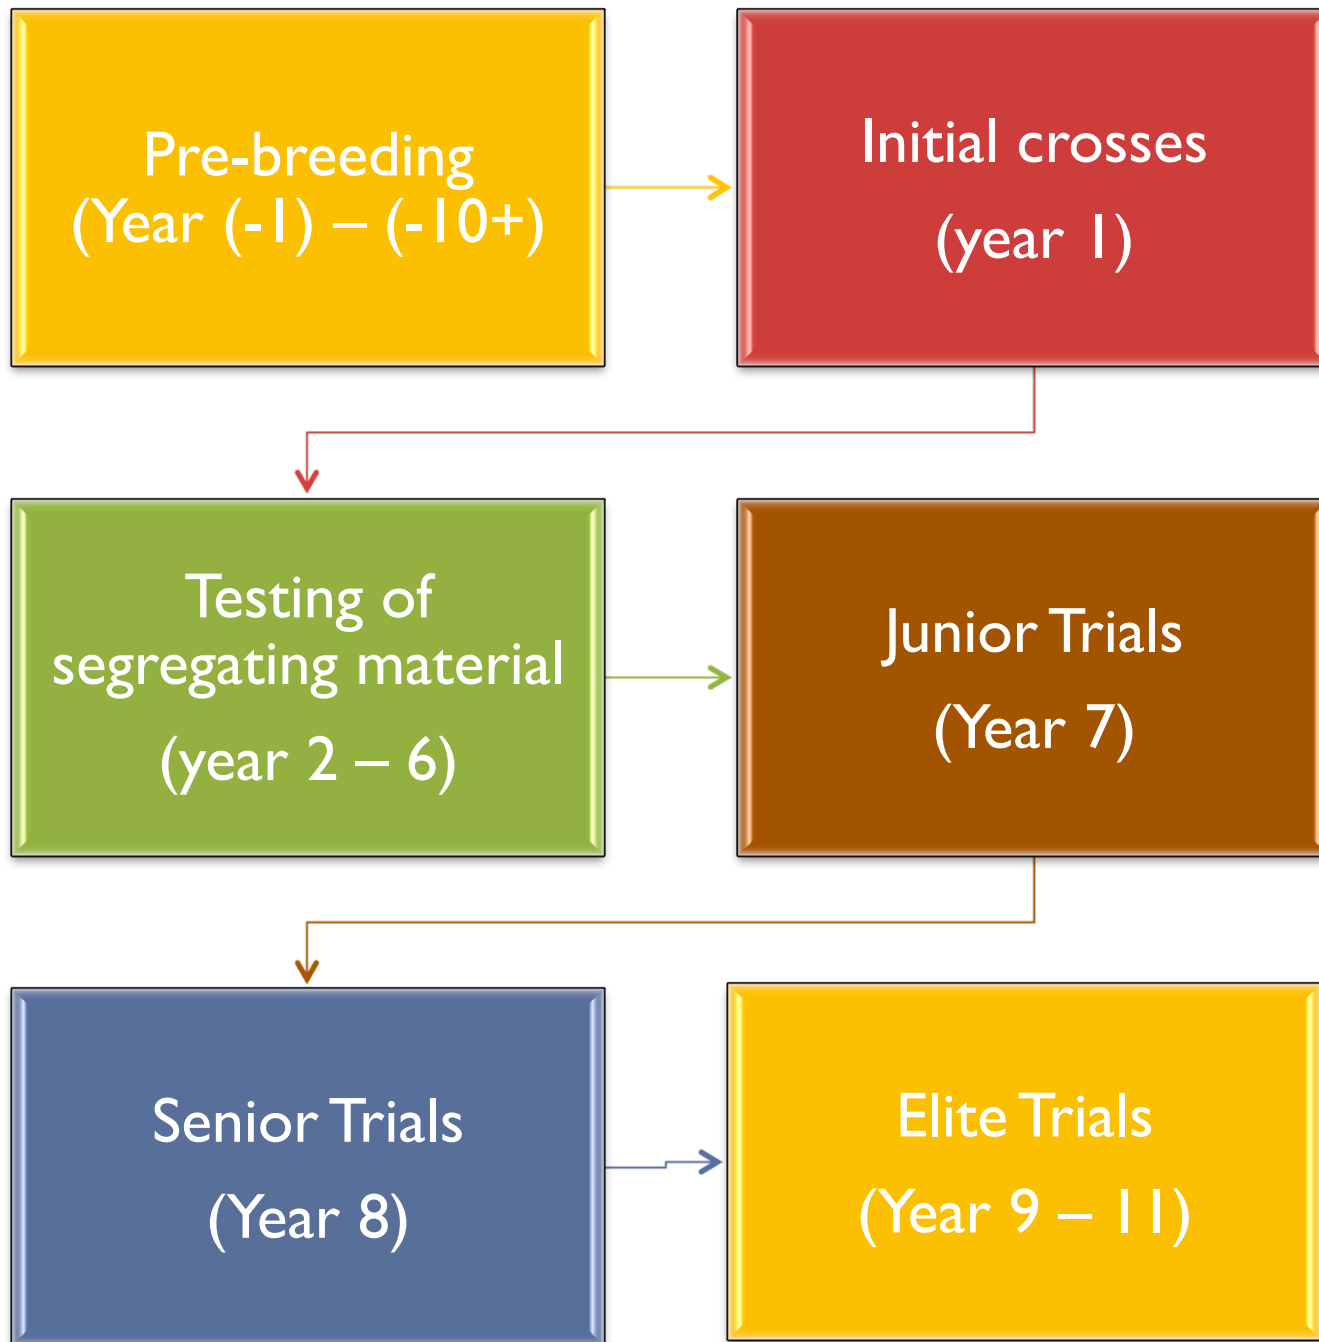 Pre-breeding
(Year (-1) – (-10+)
Initial crosses
(year 1)
Testing of
segregating material
(year 2 – 6)
Junior Trials
(Year 7)
Senior Trials
(Year 8)
Elite Trials
(Year 9 – 11)